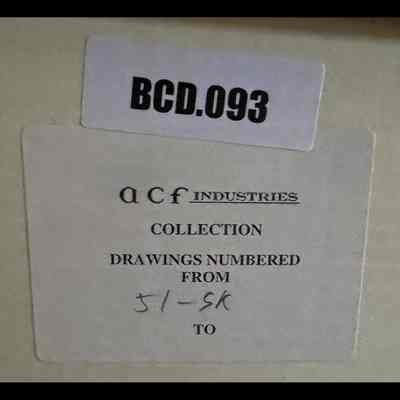 BCD.093
acf INDUSTRIES
COLLECTION
DRAWINGS NUMBERED
FROM
51-SK
TO